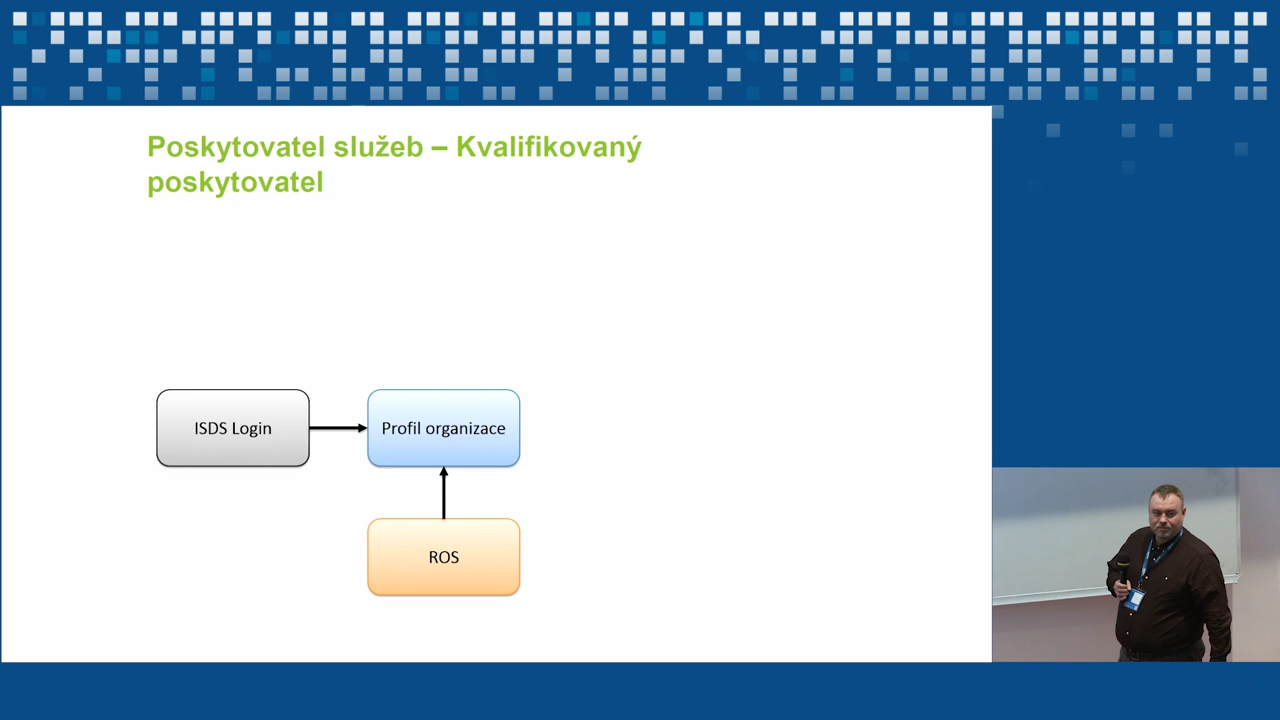 Poskytovatel služeb – Kvalifikovaný
poskytovatel
ISDS Login
Profil organizace
ROS